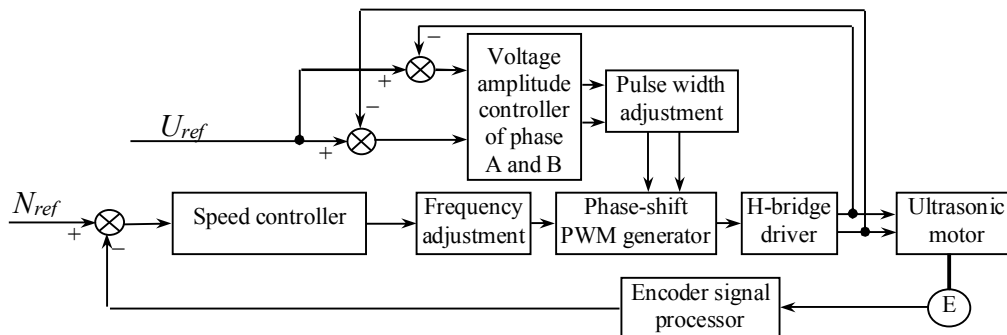 Voltage
amplitude
controller
of phase
A and B
Pulse width
adjustment
−
+
−
+
U_ref
N_ref
+
−
Speed controller
Frequency
adjustment
Phase-shift
PWM generator
H-bridge
driver
Ultrasonic
motor
Encoder signal
processor
E